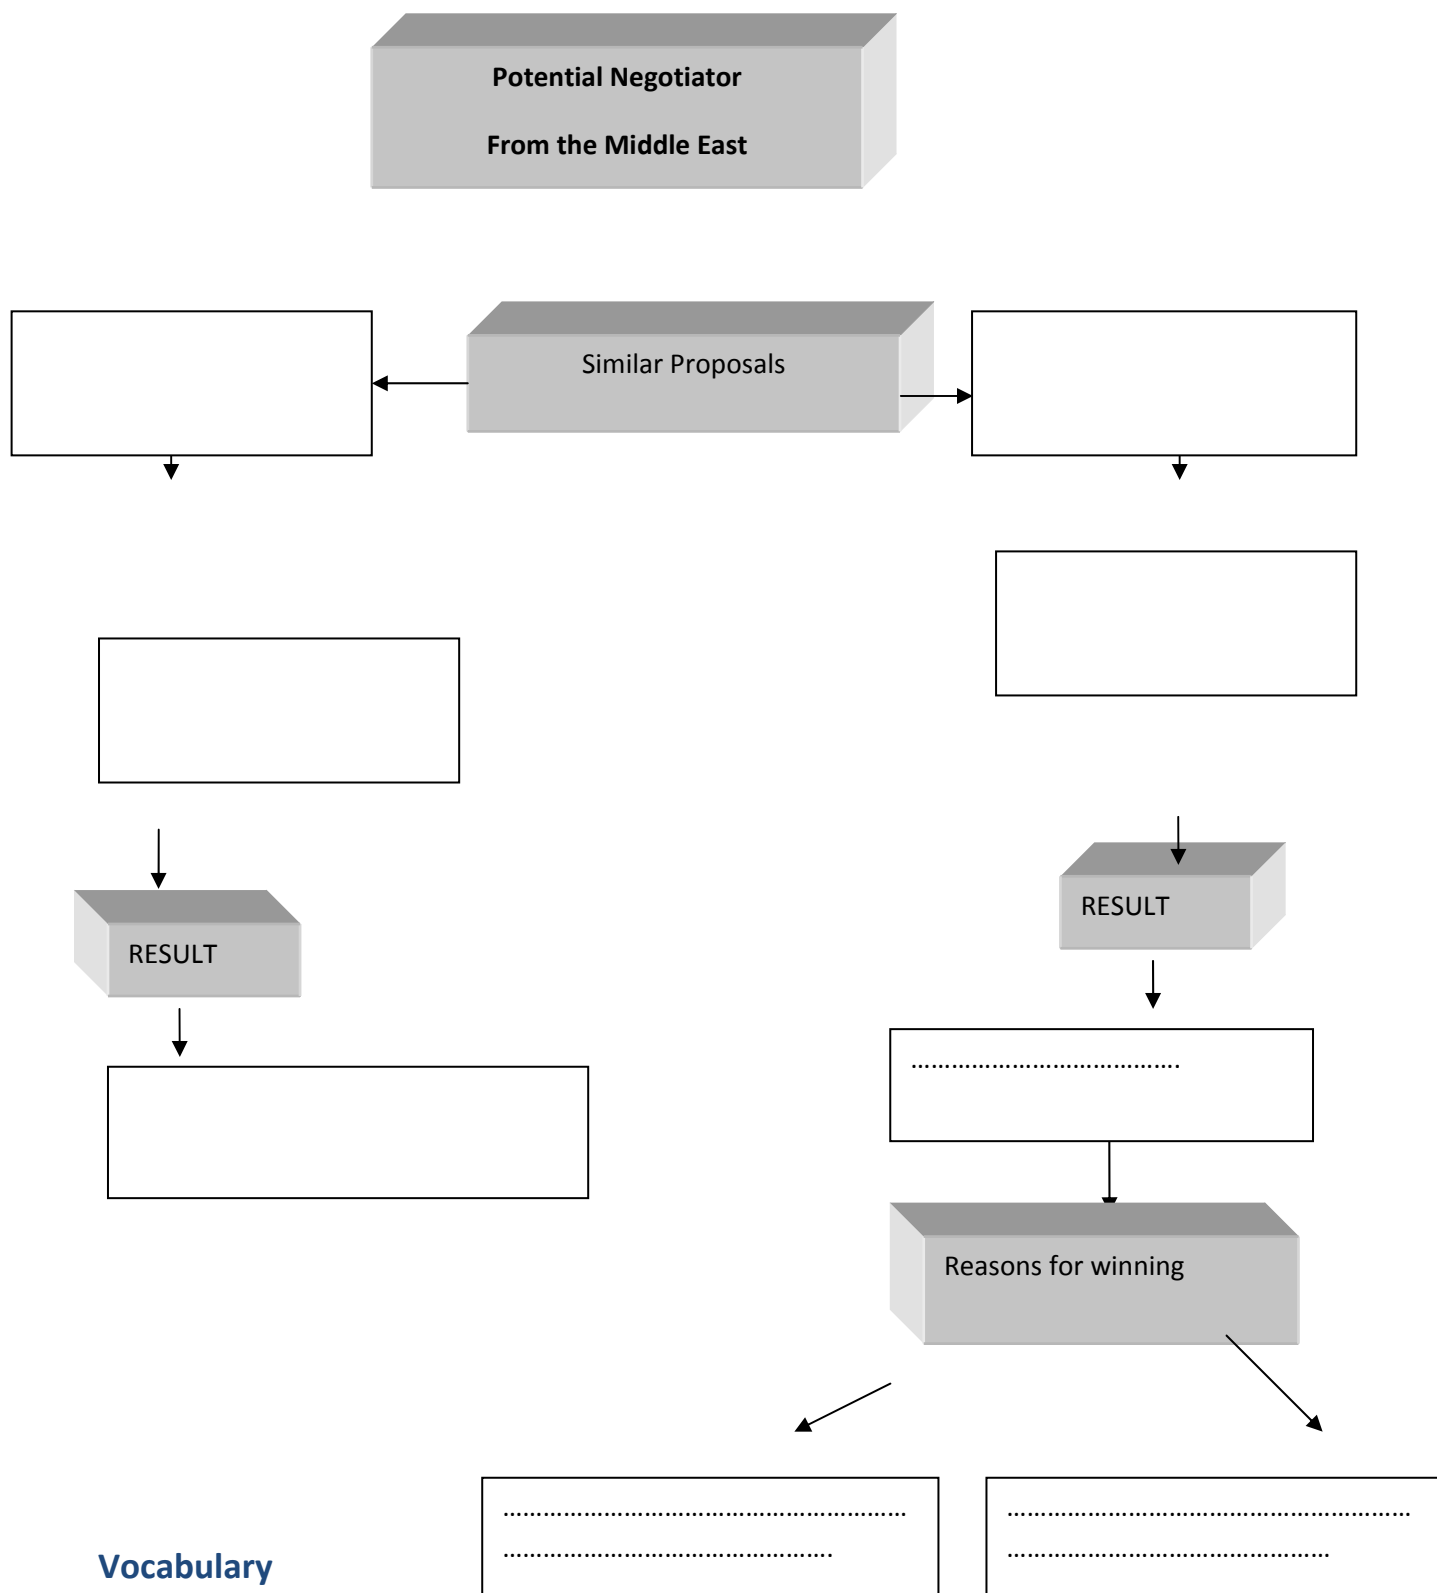 Potential Negotiator
From the Middle East
Similar Proposals
RESULT
RESULT
………………………………….
Reasons for winning
……………………………………………………
………………………………………….
……………………………………………………
…………………………………………
Vocabulary